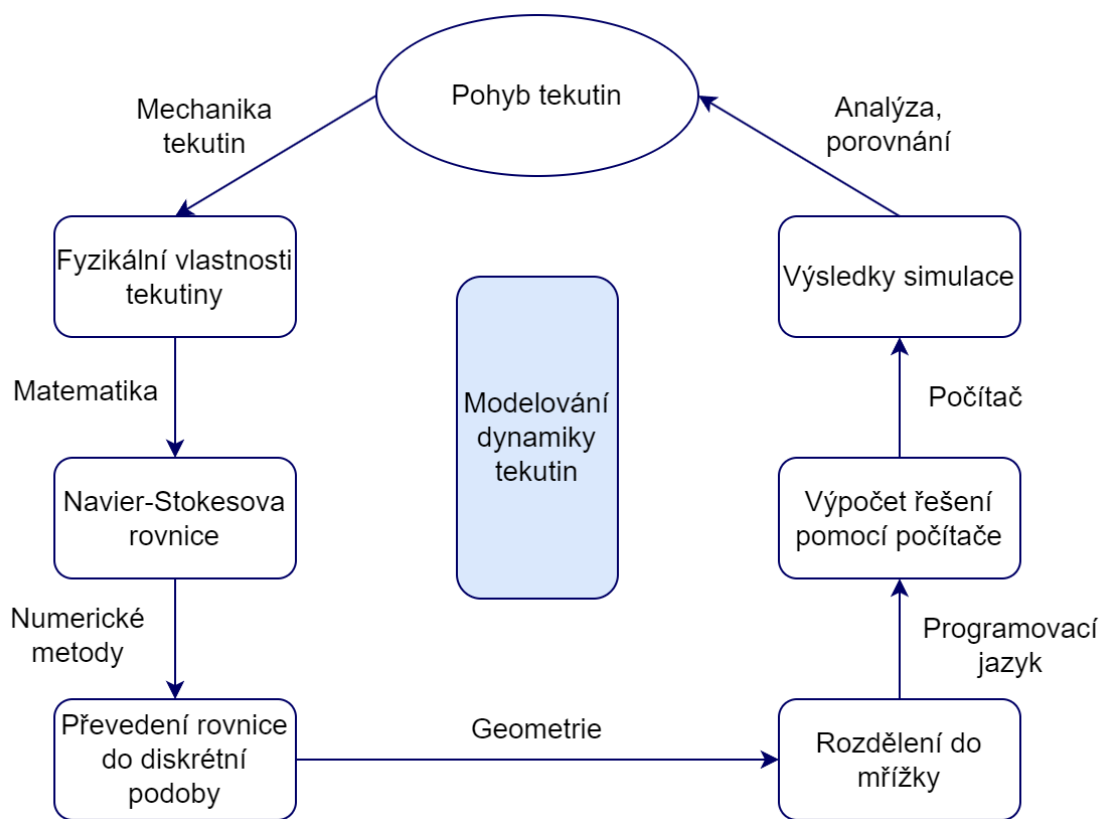 Pohyb tekutin
Mechanika
tekutin
Analýza,
porovnání
Fyzikální vlastnosti
tekutiny
Výsledky simulace
Matematika
Počítač
Modelování
dynamiky
tekutin
Navier-Stokesova
rovnice
Výpočet řešení
pomocí počítače
Numerické
metody
Programovací
jazyk
Převedení rovnice
do diskrétní
podoby
Geometrie
Rozdělení do
mřížky